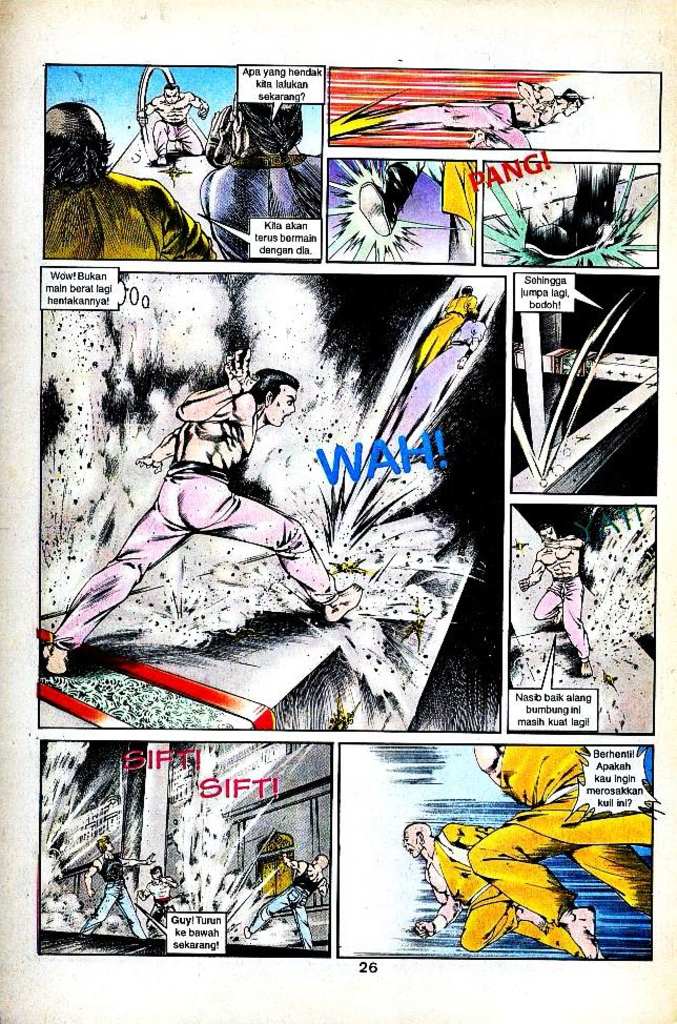 Apa yang hendak
kita lalukan
sekarang?
Kita akan
terus bermain
dengan dia.
PANG!
Wow! Bukan
main berat lagi
hentakannya!
WAH!
Sehingga
jumpa lagi,
bodoh!
YAH!
Nasib baik alang
bumbung ini
masih kuat lagi!
SIFT!
SIFT!
Guy! Turun
ke bawah
sekarang!
Berhenti!
Apakah
kau ingin
merosakkan
kuil ini?
26